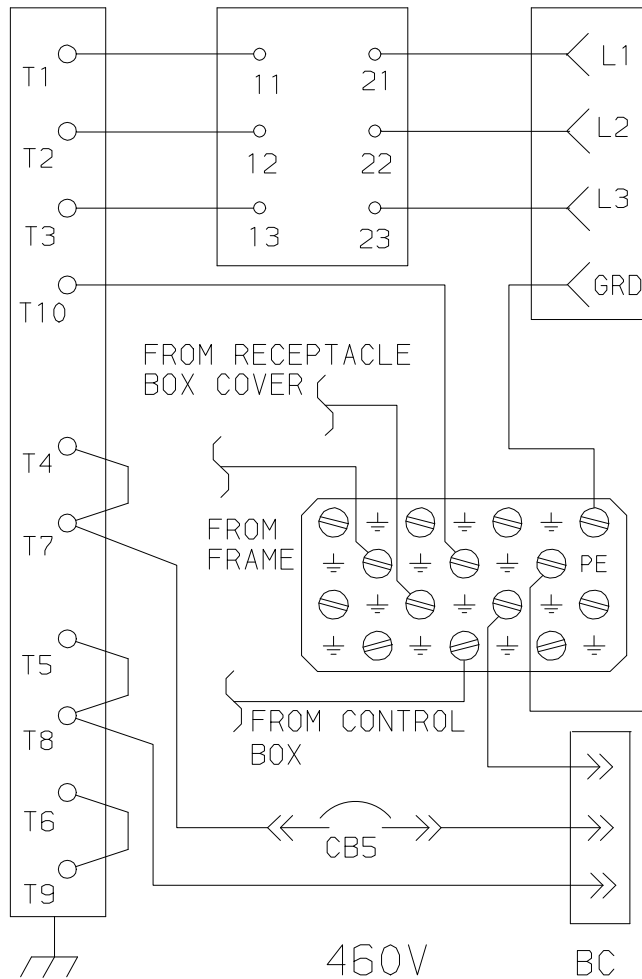 T1
11
21
L1
T2
12
22
L2
T3
13
23
L3
T10
GRD
FROM RECEPTACLE
BOX COVER
T4
T7
FROM
FRAME
PE
T5
T8
FROM CONTROL
BOX
T6
CB5
T9
460V
BC